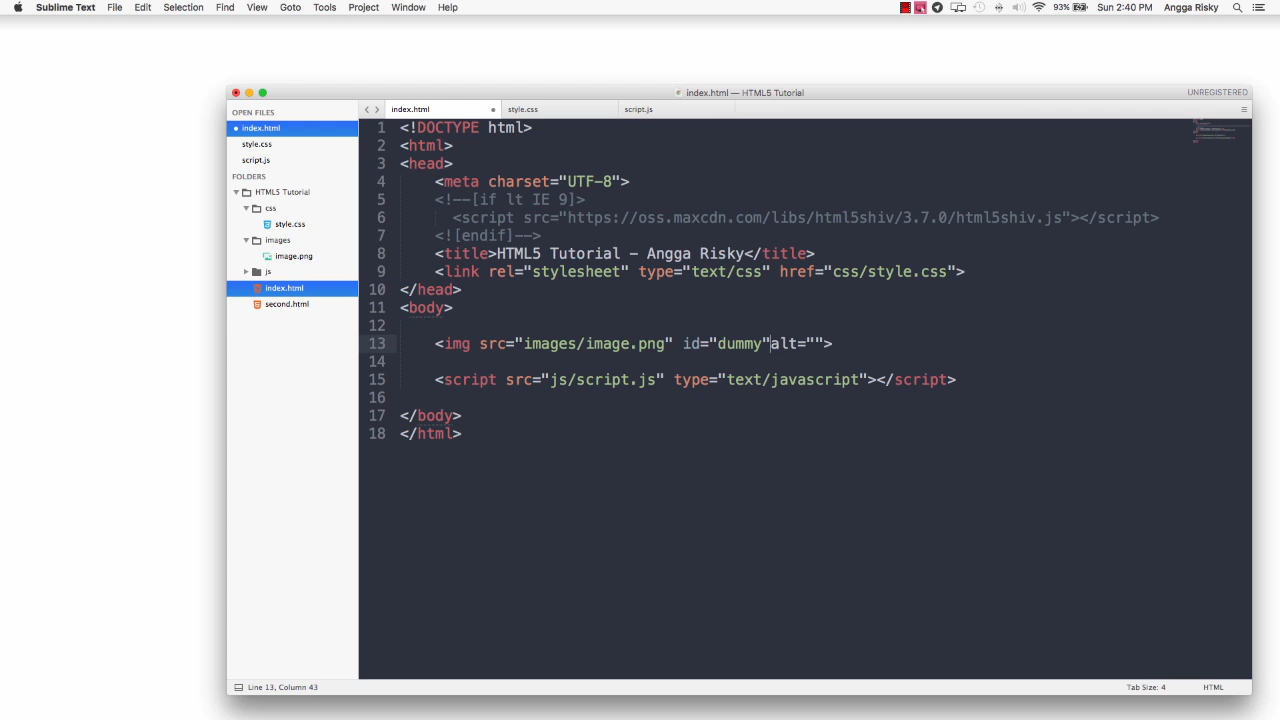 Sublime Text File Edit Selection Find View Goto Tools Project Window Help 93% Sun 2:40 PM Angga Risky
index.html — HTML5 Tutorial UNREGISTERED
OPEN FILES
index.html
style.css
script.js
FOLDERS
HTML5 Tutorial
css
style.css
images
image.png
js
index.html
second.html
index.html style.css script.js
1 <!DOCTYPE html>
2 <html>
3 <head>
4 <meta charset="UTF-8">
5 <!--[if lt IE 9]>
6 <script src="https://oss.maxcdn.com/libs/html5shiv/3.7.0/html5shiv.js"></script>
7 <![endif]-->
8 <title>HTML5 Tutorial - Angga Risky</title>
9 <link rel="stylesheet" type="text/css" href="css/style.css">
10 </head>
11 <body>
12
13 <img src="images/image.png" id="dummy"alt="">
14
15 <script src="js/script.js" type="text/javascript"></script>
16
17 </body>
18 </html>
Line 13, Column 43 Tab Size: 4 HTML